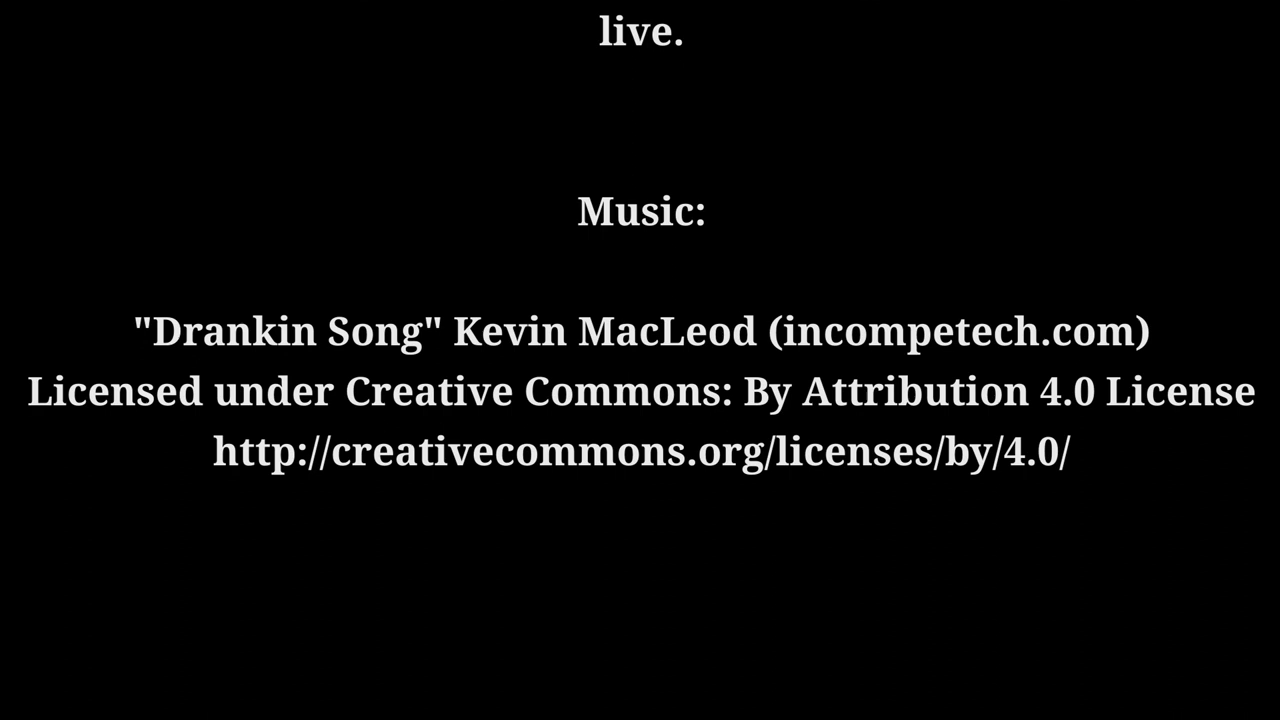 live.
Music:
"Drankin Song" Kevin MacLeod (incompetech.com)
Licensed under Creative Commons: By Attribution 4.0 License
http://creativecommons.org/licenses/by/4.0/